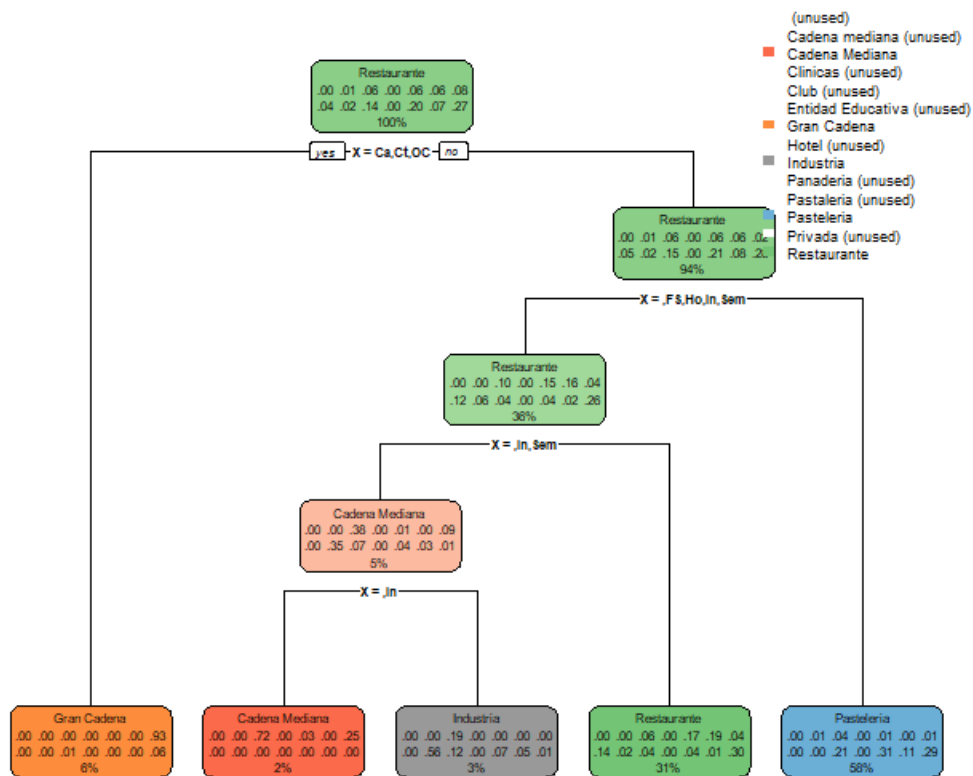 (unused)
Cadena mediana (unused)
Cadena Mediana
Clinicas (unused)
Club (unused)
Entidad Educativa (unused)
Gran Cadena
Hotel (unused)
Industria
Panaderia (unused)
Pastaleria (unused)
Pasteleria
Privada (unused)
Restaurante
Restaurante
.00 .01 .06 .00 .06 .06 .08
.04 .02 .14 .00 .20 .07 .27
100%
yes X = Ca,Ct,OC no
Restaurante
.00 .01 .06 .00 .06 .06
.05 .02 .15 .00 .21 .08
94%
X = ,FS,Ho,In,Sem
Restaurante
.00 .00 .10 .00 .15 .16 .04
.12 .06 .04 .00 .04 .02 .26
36%
X = ,In,Sem
Cadena Mediana
.00 .00 .38 .00 .01 .00 .09
.00 .35 .07 .00 .04 .03 .01
5%
X = ,In
Gran Cadena
.00 .00 .00 .00 .00 .00 .93
.00 .00 .01 .00 .00 .00 .06
6%
Cadena Mediana
.00 .00 .72 .00 .03 .00 .25
.00 .00 .00 .00 .00 .00 .00
2%
Industria
.00 .00 .19 .00 .00 .00 .00
.00 .56 .12 .00 .07 .05 .01
3%
Restaurante
.00 .00 .06 .00 .17 .19 .04
.14 .02 .04 .00 .04 .01 .30
31%
Pasteleria
.00 .01 .04 .00 .01 .00 .01
.00 .00 .21 .00 .31 .11 .29
58%